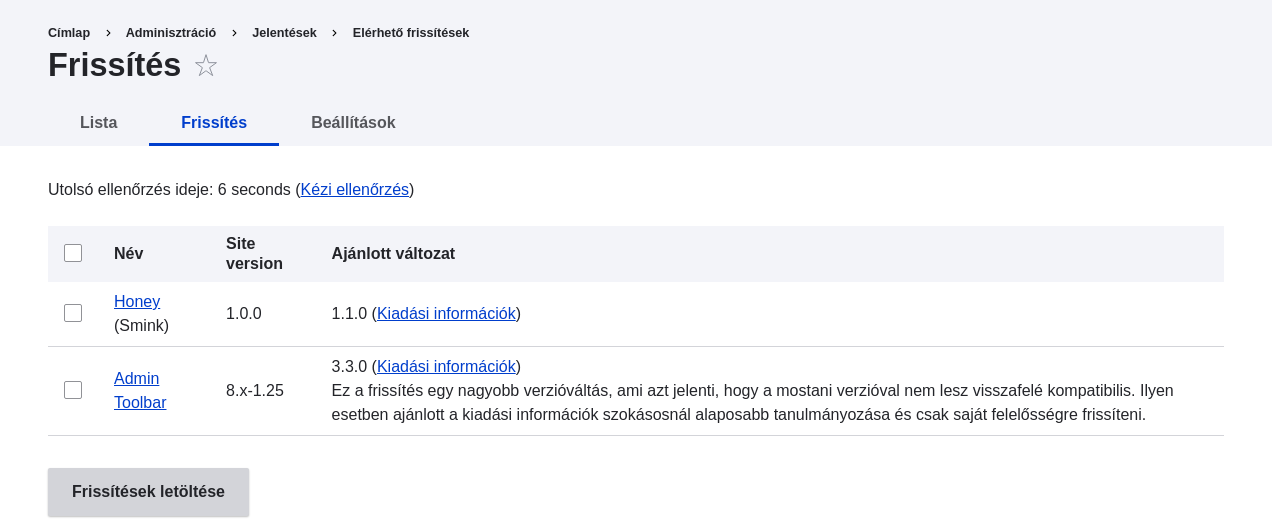 Címlap > Adminisztráció > Jelentések > Elérhető frissítések
Frissítés ☆
Lista Frissítés Beállítások
Utolsó ellenőrzés ideje: 6 seconds (Kézi ellenőrzés)
Név Site version Ajánlott változat
Honey (Smink) 1.0.0 1.1.0 (Kiadási információk)
Admin Toolbar 8.x-1.25 3.3.0 (Kiadási információk)
Ez a frissítés egy nagyobb verzióváltás, ami azt jelenti, hogy a mostani verzióval nem lesz visszafelé kompatibilis. Ilyen
esetben ajánlott a kiadási információk szokásosnál alaposabb tanulmányozása és csak saját felelősségre frissíteni.
Frissítések letöltése